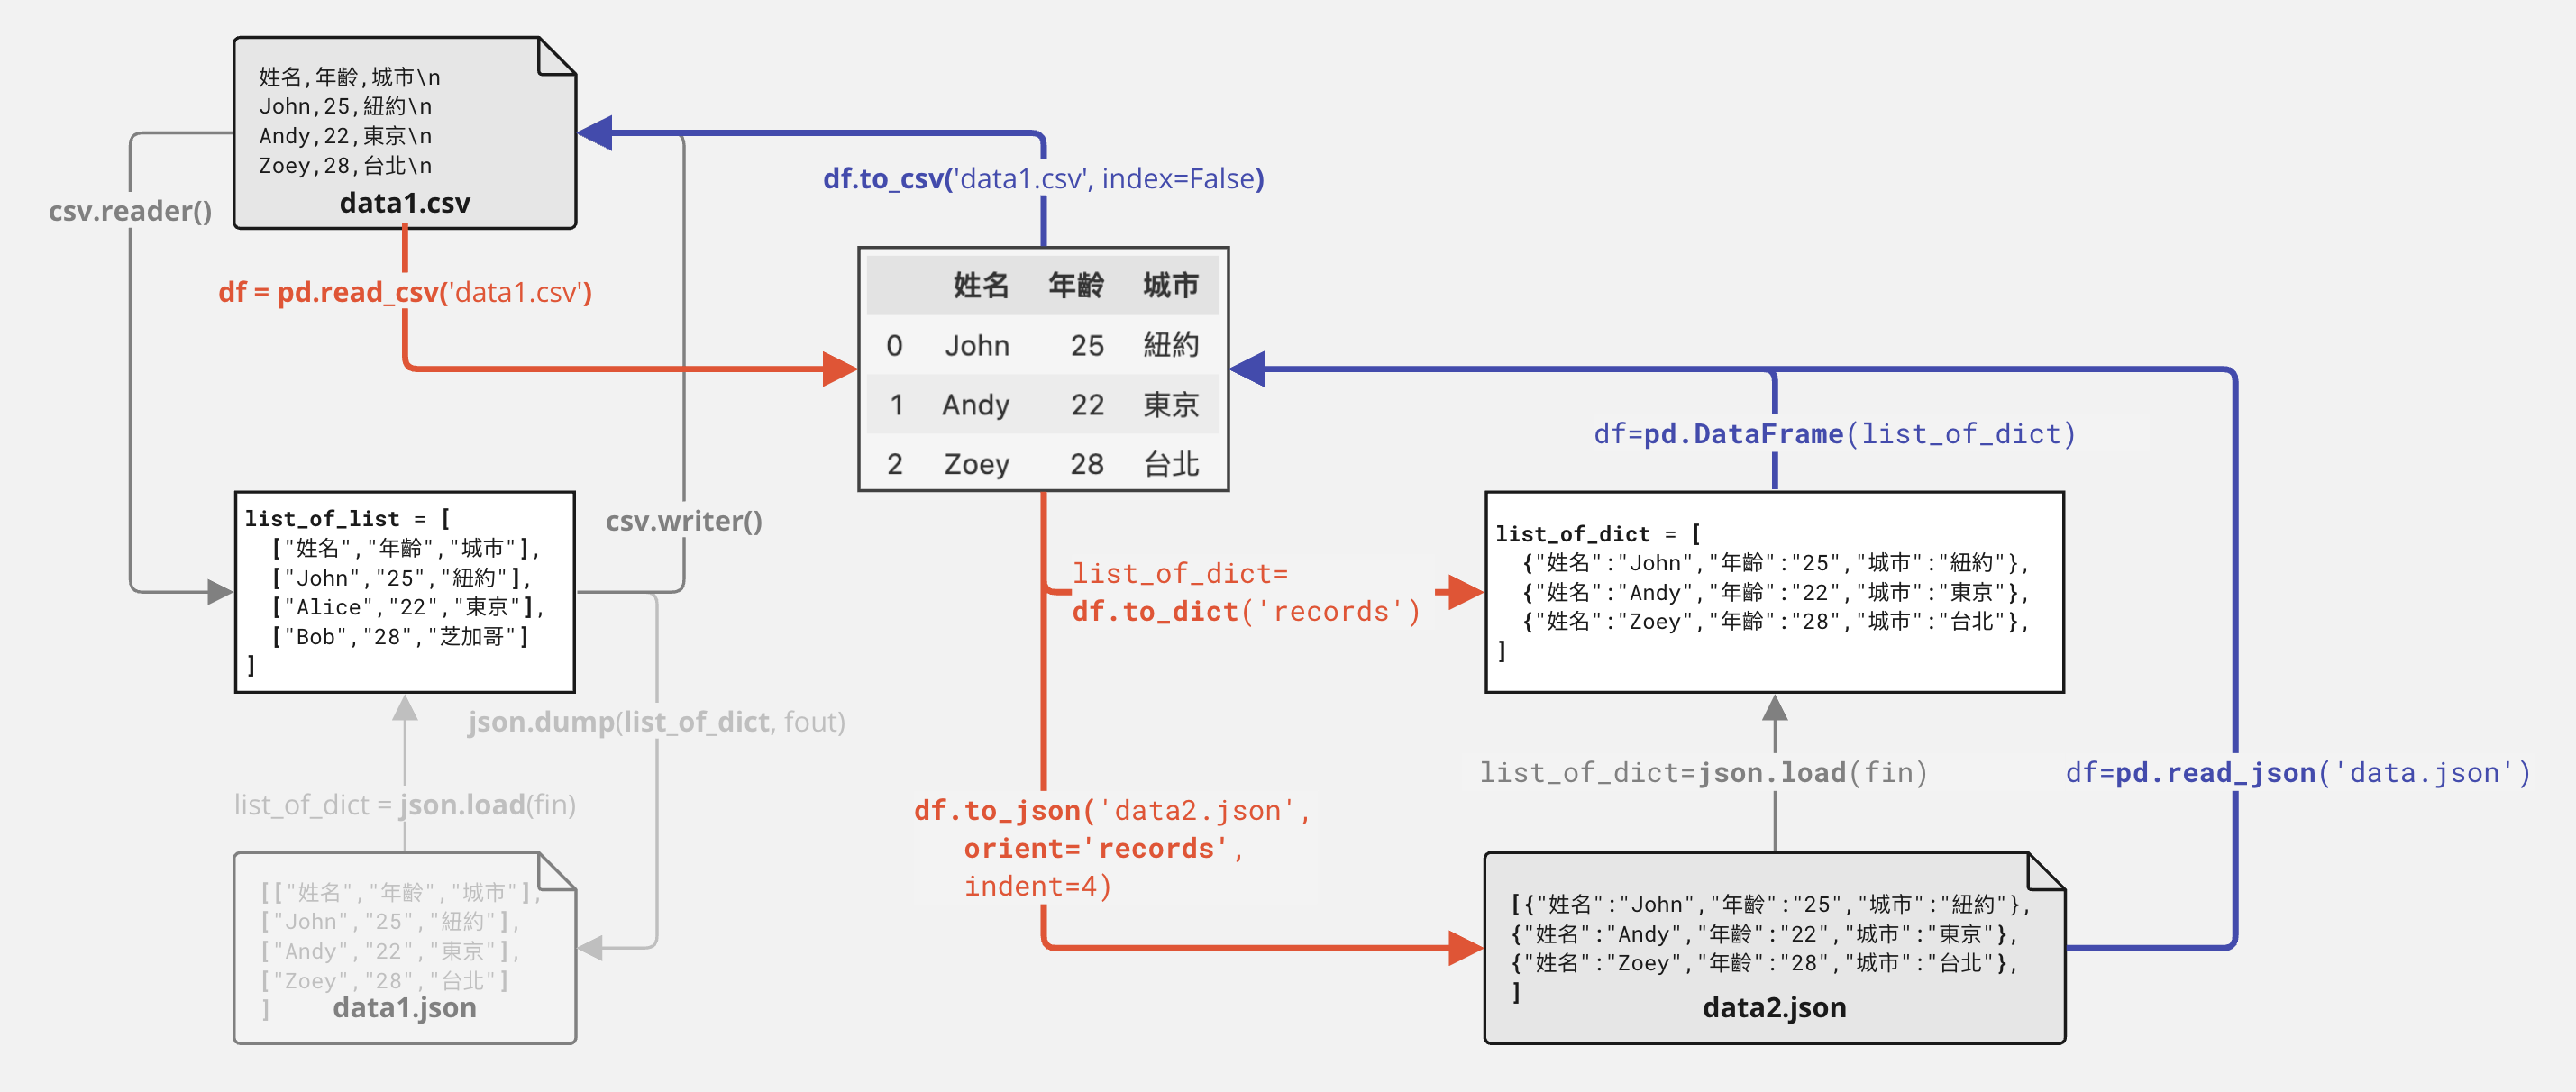 姓名,年齡,城市\n
John,25,紐約\n
Andy,22,東京\n
Zoey,28,台北\n
data1.csv
csv.reader()
df.to_csv('data1.csv', index=False)
df = pd.read_csv('data1.csv')
姓名 年齡 城市
0 John 25 紐約
1 Andy 22 東京
2 Zoey 28 台北
df=pd.DataFrame(list_of_dict)
list_of_list = [
["姓名","年齡","城市"],
["John","25","紐約"],
["Alice","22","東京"],
["Bob","28","芝加哥"]
]
csv.writer()
list_of_dict=
df.to_dict('records')
list_of_dict = [
{"姓名":"John","年齡":"25","城市":"紐約"},
{"姓名":"Andy","年齡":"22","城市":"東京"},
{"姓名":"Zoey","年齡":"28","城市":"台北"},
]
json.dump(list_of_dict, fout)
list_of_dict = json.load(fin)
df.to_json('data2.json',
orient='records',
indent=4)
list_of_dict=json.load(fin)
df=pd.read_json('data.json')
[["姓名","年齡","城市"],
["John","25","紐約"],
["Andy","22","東京"],
["Zoey","28","台北"]
]
data1.json
[{"姓名":"John","年齡":"25","城市":"紐約"},
{"姓名":"Andy","年齡":"22","城市":"東京"},
{"姓名":"Zoey","年齡":"28","城市":"台北"},
]
data2.json